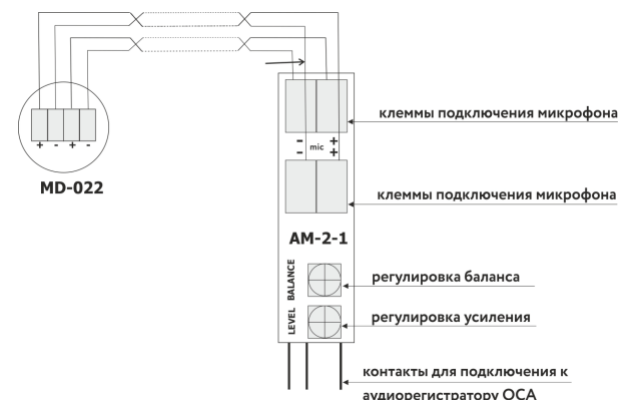 клеммы подключения микрофона
+ - + -
- mic +
- +
MD-022
клеммы подключения микрофона
AM-2-1
BALANCE
регулировка баланса
LEVEL
регулировка усиления
контакты для подключения к
аудиорегистратору ОСА